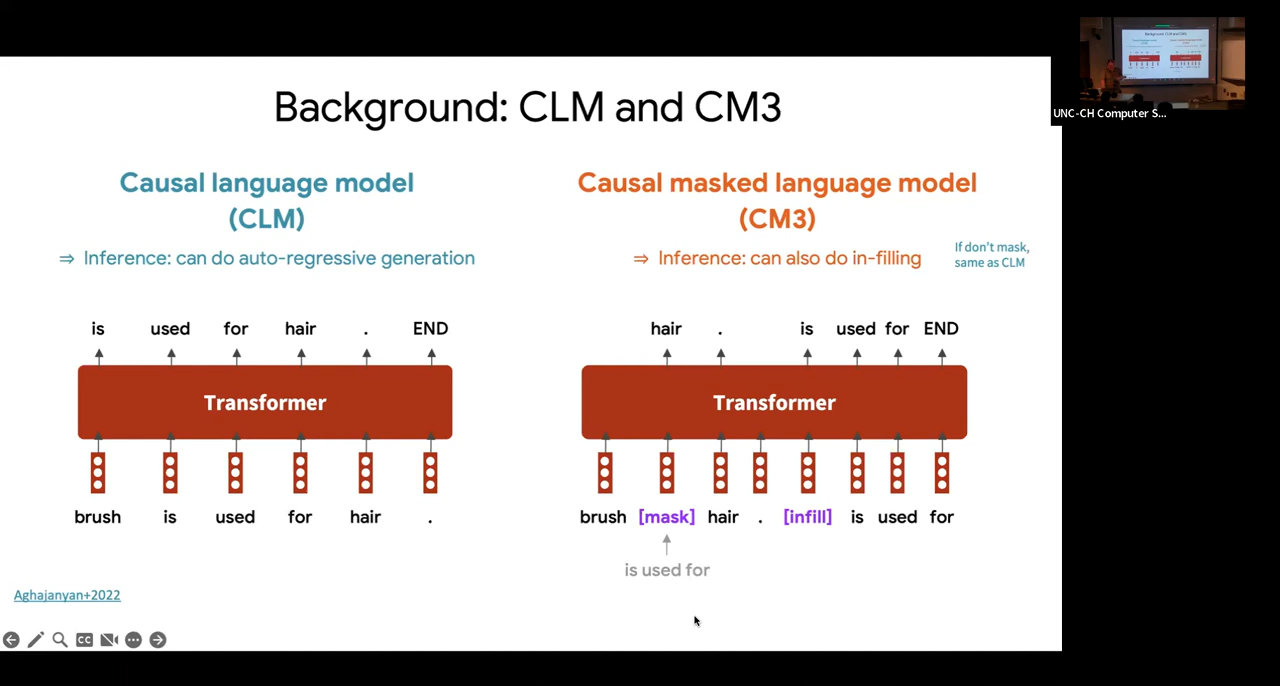 Background: CLM and CM3
UNC-CH Computer S...
Causal language model
(CLM)
⇒ Inference: can do auto-regressive generation
is used for hair . END
Transformer
brush is used for hair .
Causal masked language model
(CM3)
⇒ Inference: can also do in-filling
If don't mask,
same as CLM
hair . is used for END
Transformer
brush [mask] hair . [infill] is used for
is used for
Aghajanyan+2022
CC